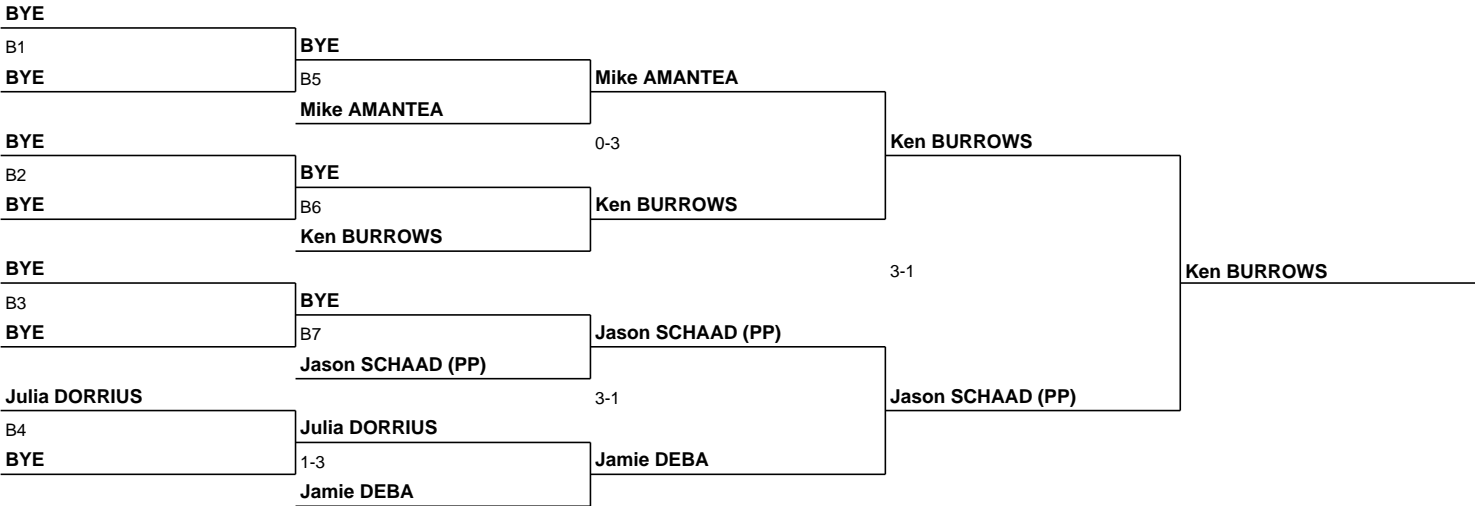 BYE
B1
BYE
BYE
B5
Mike AMANTEA
Mike AMANTEA
BYE
0-3
Ken BURROWS
B2
BYE
BYE
B6
Ken BURROWS
Ken BURROWS
BYE
3-1
Ken BURROWS
B3
BYE
BYE
B7
Jason SCHAAD (PP)
Jason SCHAAD (PP)
Julia DORRIUS
3-1
Jason SCHAAD (PP)
B4
Julia DORRIUS
BYE
1-3
Jamie DEBA
Jamie DEBA